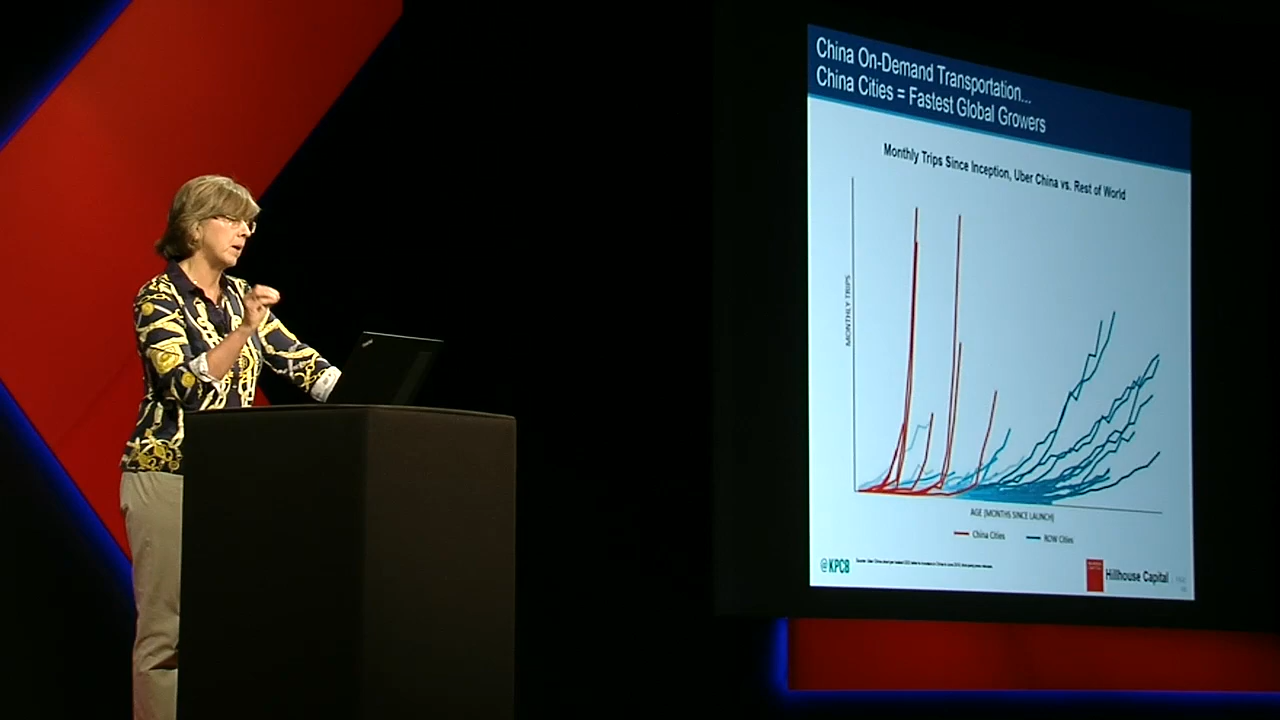 China On-Demand Transportation...
China Cities = Fastest Global Growers
Monthly Trips Since Inception, Uber China vs. Rest of World
MONTHLY TRIPS
AGE (MONTHS SINCE LAUNCH)
China Cities
ROW Cities
@KPCB
Hillhouse Capital